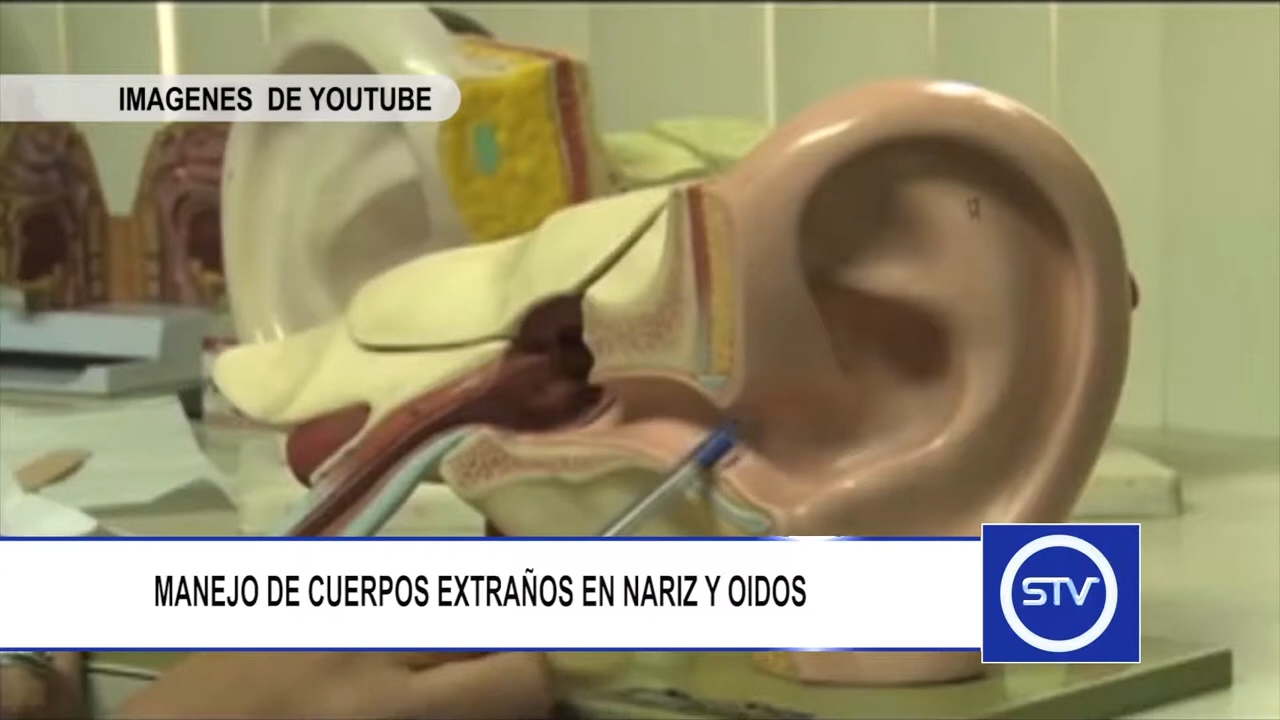 IMAGENES DE YOUTUBE
MANEJO DE CUERPOS EXTRAÑOS EN NARIZ Y OIDOS
STV